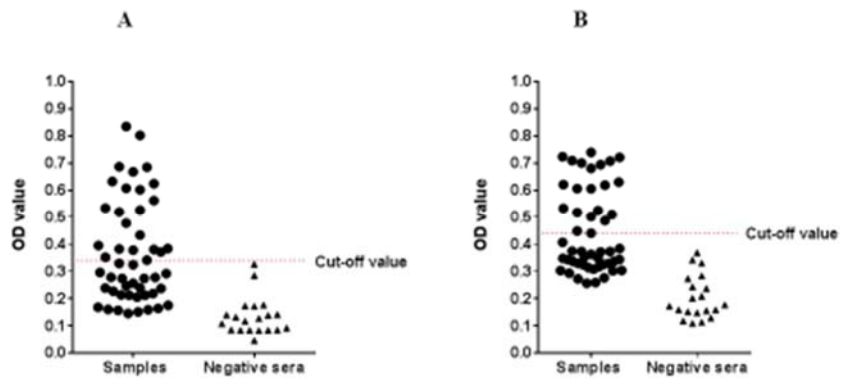 A
1.0
0.9
0.8
0.7
0.6
0.5
0.4
0.3
0.2
0.1
0.0
OD value
Cut-off value
Samples
Negative sera
B
1.0
0.9
0.8
0.7
0.6
0.5
0.4
0.3
0.2
0.1
0.0
OD value
Cut-off value
Samples
Negative sera